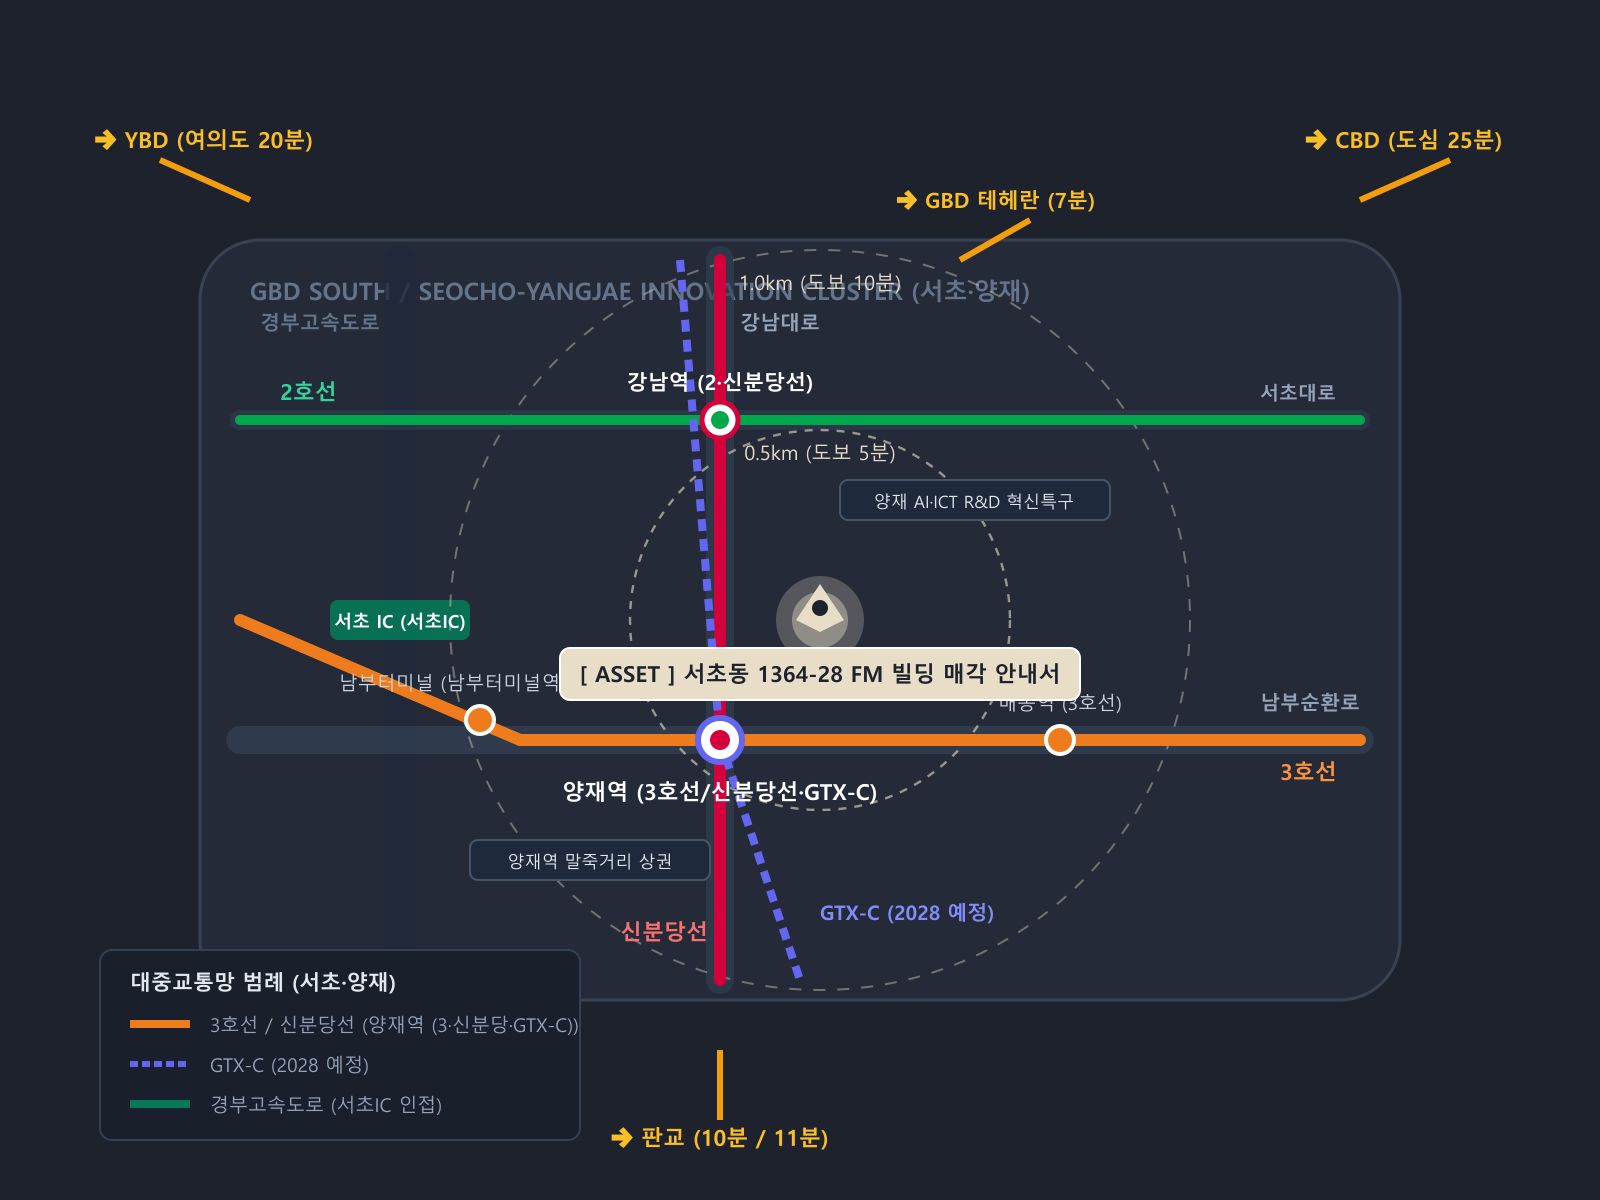 ➔ YBD (여의도 20분)
➔ CBD (도심 25분)
➔ GBD 테헤란 (7분)
1.0km (도보 10분)
GBD SOUTH / SEOCHO-YANGJAE INNOVATION CLUSTER (서초·양재)
경부고속도로
강남대로
강남역 (2·신분당선)
2호선
서초대로
0.5km (도보 5분)
양재 AI·ICT R&D 혁신특구
서초 IC (서초IC)
[ ASSET ] 서초동 1364-28 FM 빌딩 매각 안내서
남부터미널 (남부터미널역
매봉역 (3호선)
남부순환로
3호선
양재역 (3호선/신분당선·GTX-C)
양재역 말죽거리 상권
GTX-C (2028 예정)
신분당선
대중교통망 범례 (서초·양재)
3호선 / 신분당선 (양재역 (3·신분당·GTX-C))
GTX-C (2028 예정)
경부고속도로 (서초IC 인접)
➔ 판교 (10분 / 11분)